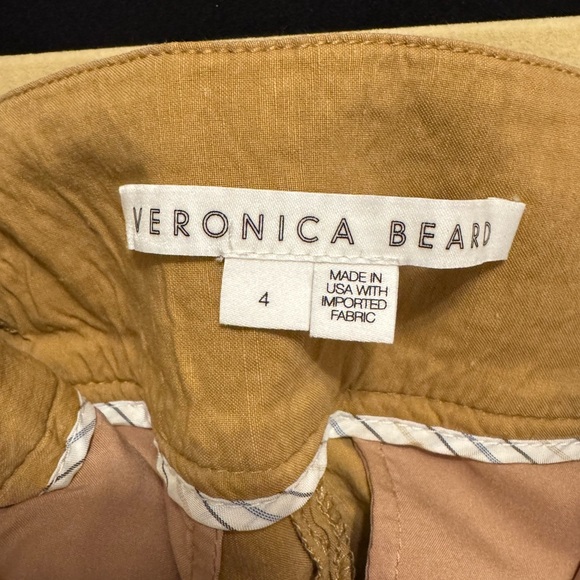 VERONICA BEARD
4
MADE IN
USA WITH
IMPORTED
FABRIC